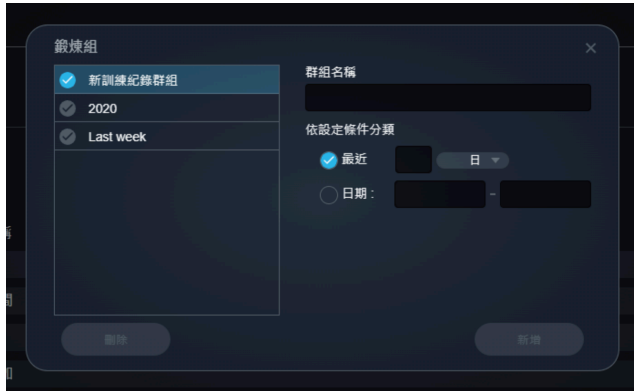 鍛煉組
新訓練紀錄群組
2020
Last week
群組名稱
依設定條件分類
最近 日
日期 : -
刪除 新增